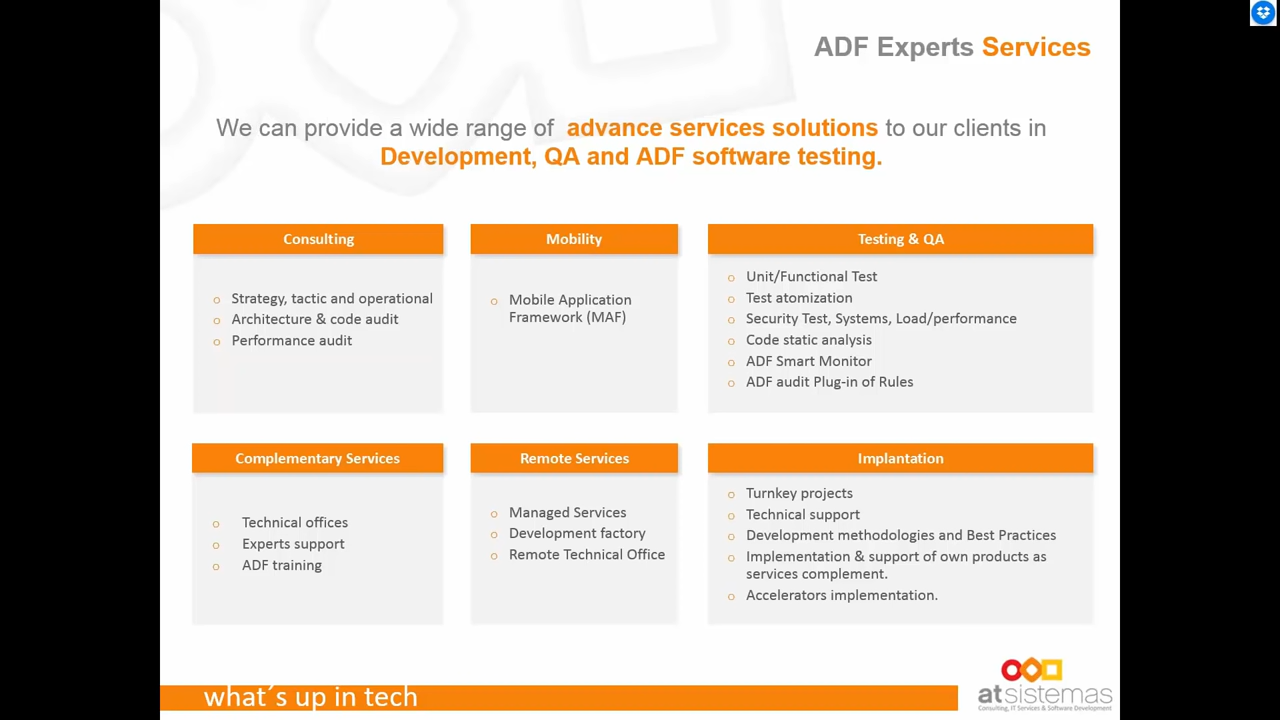 ADF Experts Services
We can provide a wide range of advance services solutions to our clients in
Development, QA and ADF software testing.
Consulting
Strategy, tactic and operational
Architecture & code audit
Performance audit
Mobility
Mobile Application
Framework (MAF)
Testing & QA
Unit/Functional Test
Test atomization
Security Test, Systems, Load/performance
Code static analysis
ADF Smart Monitor
ADF audit Plug-in of Rules
Complementary Services
Technical offices
Experts support
ADF training
Remote Services
Managed Services
Development factory
Remote Technical Office
Implantation
Turnkey projects
Technical support
Development methodologies and Best Practices
Implementation & support of own products as
services complement.
Accelerators implementation.
what´s up in tech
atsistemas
Consulting, IT Services & Software Development